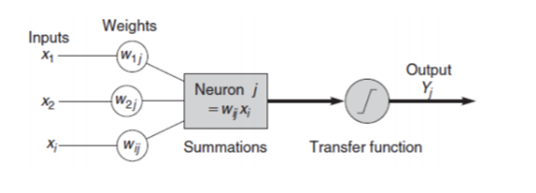 Weights
Inputs
x₁
w₁ⱼ
Output
Neuron j
Yⱼ
x₂
w₂ⱼ
= wᵢⱼ xᵢ
xᵢ
wᵢⱼ
Summations
Transfer function